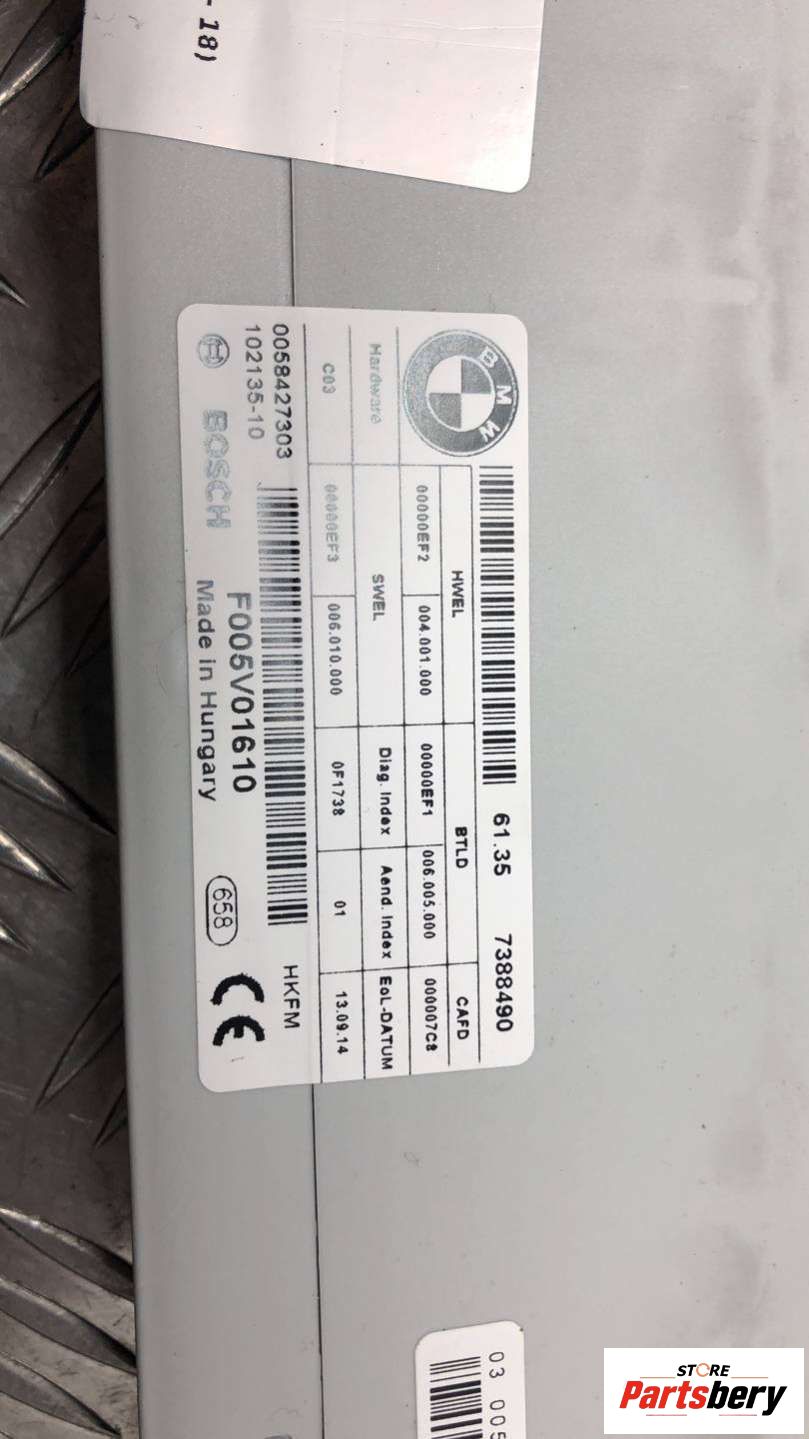 - 18)
BMW
61.35 7388490
HWEL BTLD CAFD
00000EF2 004.001.000 00000EF1 006.005.000 000007C8
Hardware SWEL Diag. Index Aend. Index EoL-DATUM
C03 00000EF3 006.010.000 0F1738 01 13.09.14
0058427303
102135-10
HKFM
BOSCH F005V01610
Made in Hungary
658
CE
03 005
STORE
Partsbery